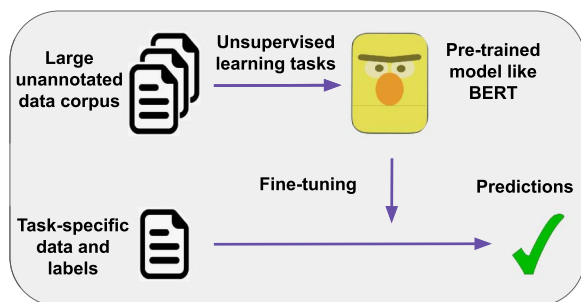 Large
unannotated
data corpus
Unsupervised
learning tasks
Pre-trained
model like
BERT
Fine-tuning
Predictions
Task-specific
data and
labels